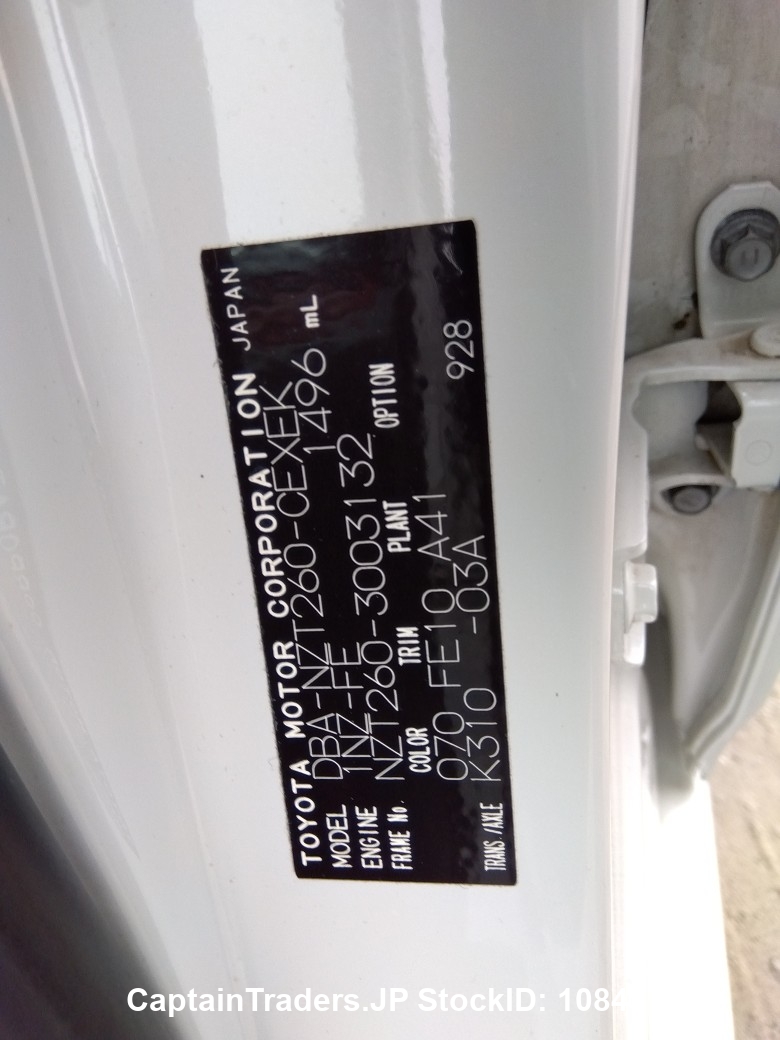 TOYOTA MOTOR CORPORATION JAPAN
MODEL DBA-NZT260-CEXEK
ENGINE 1NZ-FE 1496 mL
FRAME No. NZT260-3003132
COLOR TRIM PLANT OPTION
070 FE10 A41
TRANS./AXLE K310 -03A 928
CaptainTraders.JP StockID: